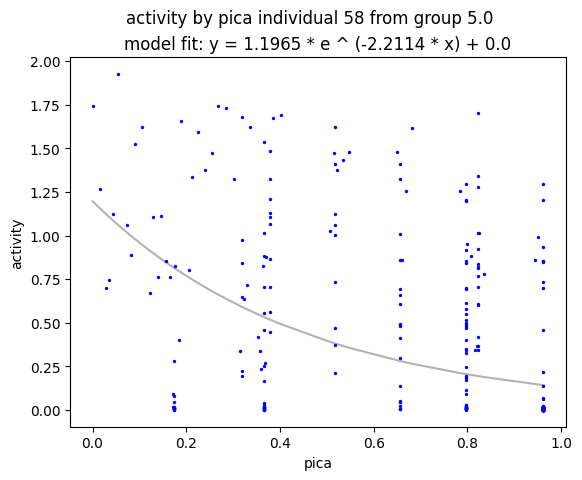 activity by pica individual 58 from group 5.0
model fit: y = 1.1965 * e ^ (-2.2114 * x) + 0.0
2.00
1.75
1.50
1.25
1.00
0.75
0.50
0.25
0.00
activity
0.0 0.2 0.4 0.6 0.8 1.0
pica